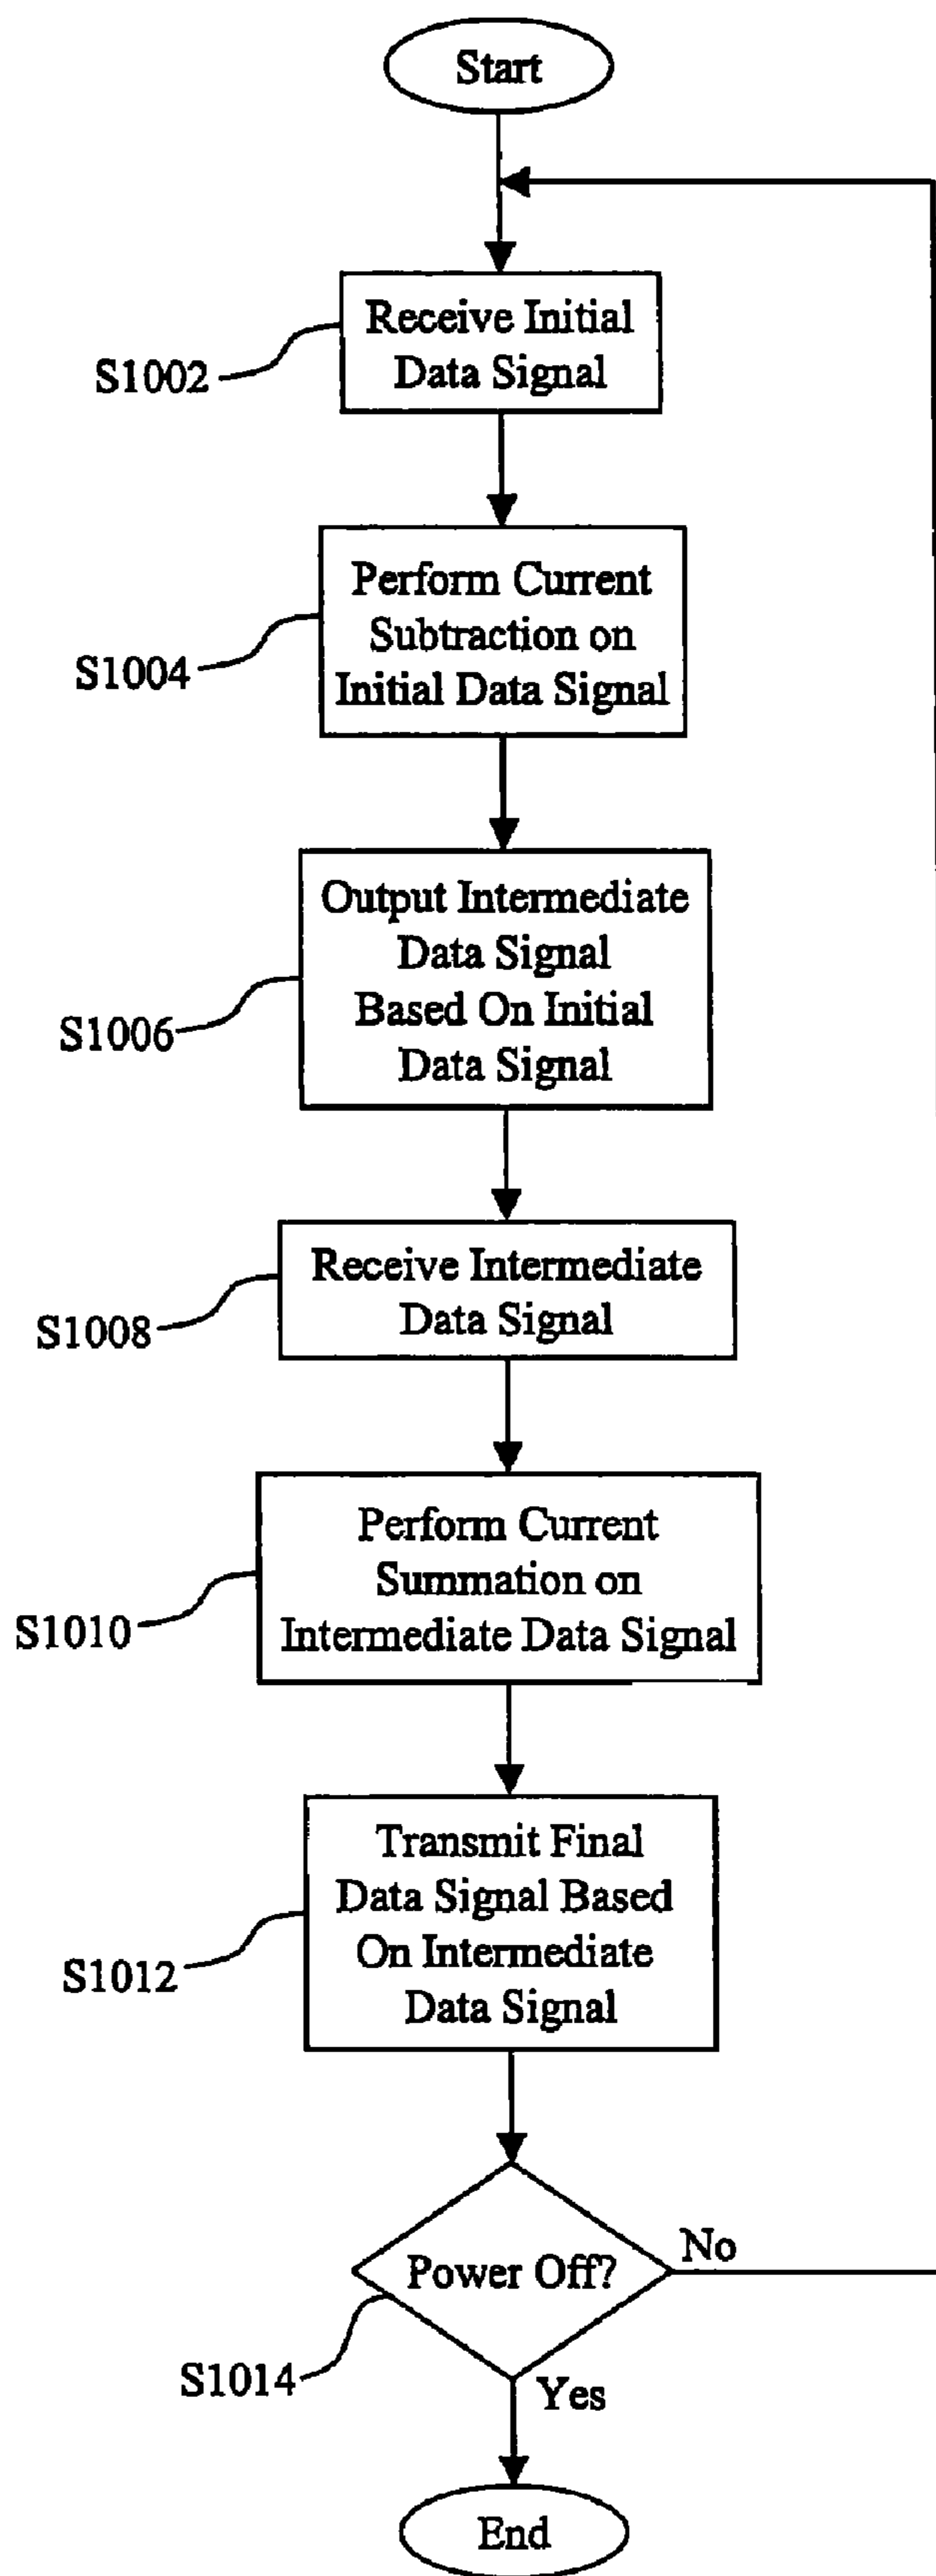 Start
Receive Initial
Data Signal
S1002
Perform Current
Subtraction on
Initial Data Signal
S1004
Output Intermediate
Data Signal
Based On Initial
Data Signal
S1006
Receive Intermediate
Data Signal
S1008
Perform Current
Summation on
Intermediate Data Signal
S1010
Transmit Final
Data Signal Based
On Intermediate
Data Signal
S1012
Power Off?
No
S1014
Yes
End